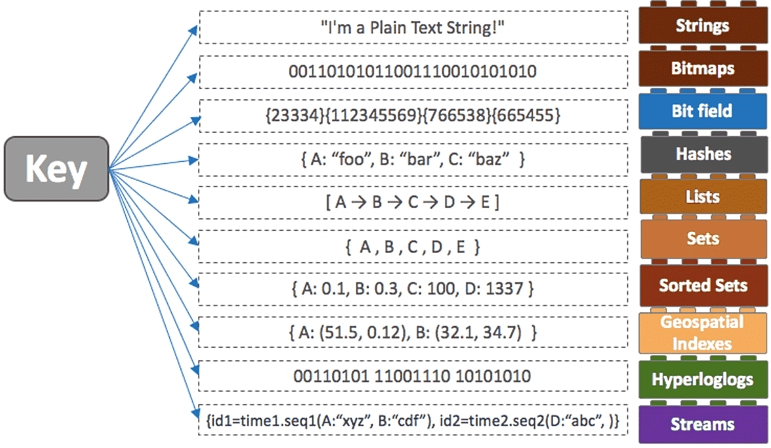 Key
"I'm a Plain Text String!" Strings
00110101011001110010101010 Bitmaps
{23334}{112345569}{766538}{665455} Bit field
{ A: “foo”, B: “bar”, C: “baz” } Hashes
[ A → B → C → D → E ] Lists
{ A , B , C , D , E } Sets
{ A: 0.1, B: 0.3, C: 100, D: 1337 } Sorted Sets
{ A: (51.5, 0.12), B: (32.1, 34.7) } Geospatial
Indexes
00110101 11001110 10101010 Hyperloglogs
{id1=time1.seq1(A:“xyz”, B:“cdf”), id2=time2.seq2(D:“abc”, )} Streams